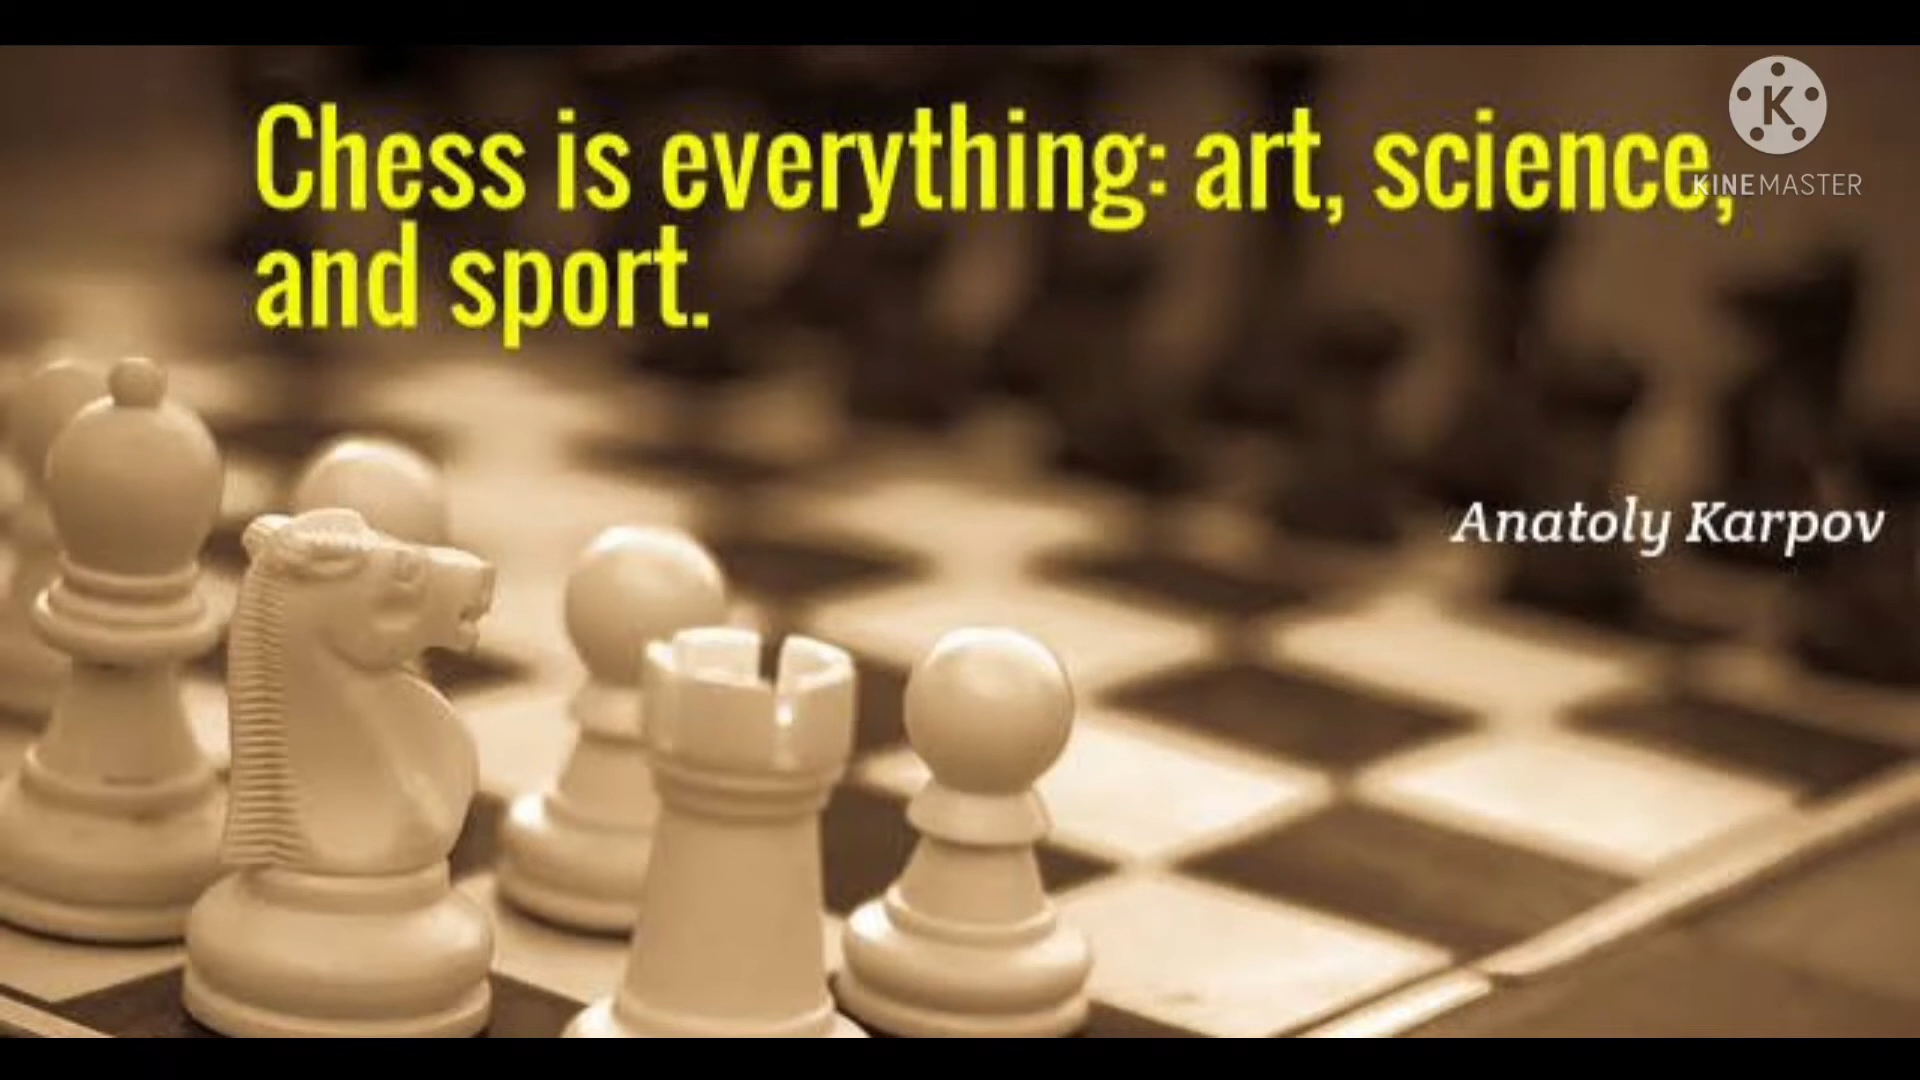 Chess is everything: art, science,
and sport.
K
KINEMASTER
Anatoly Karpov